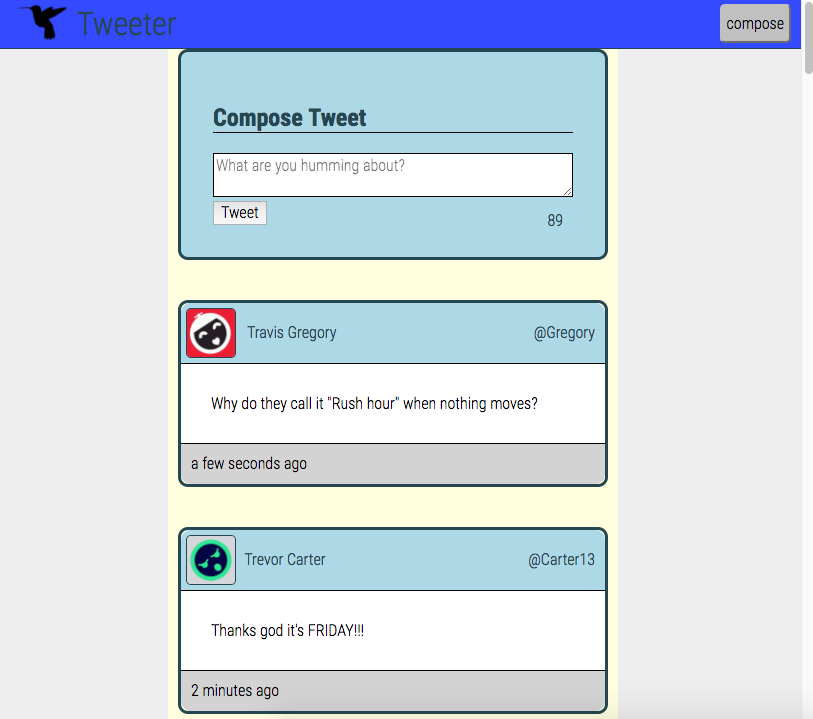 Tweeter
compose
Compose Tweet
What are you humming about?
Tweet
89
Travis Gregory
@Gregory
Why do they call it "Rush hour" when nothing moves?
a few seconds ago
Trevor Carter
@Carter13
Thanks god it's FRIDAY!!!
2 minutes ago